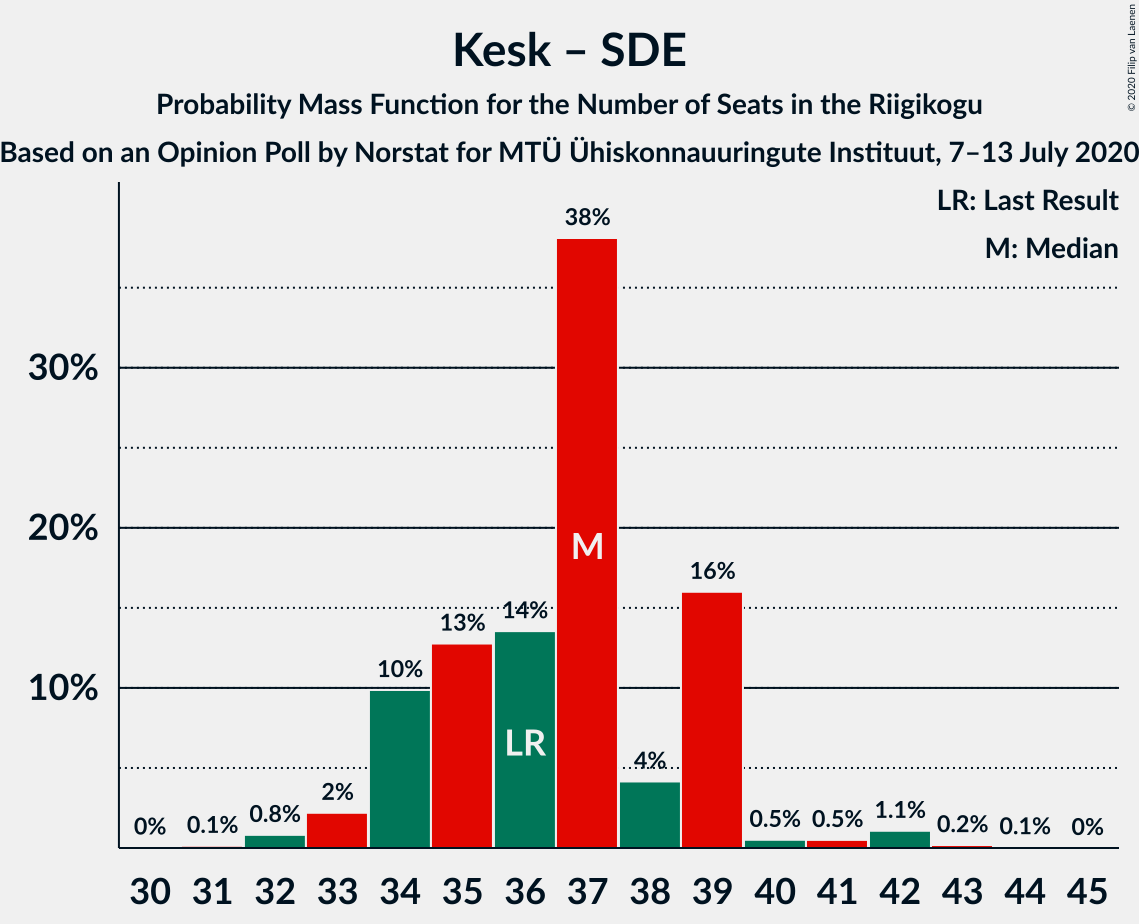 Kesk – SDE
Probability Mass Function for the Number of Seats in the Riigikogu
Based on an Opinion Poll by Norstat for MTÜ Ühiskonnauuringute Instituut, 7–13 July 2020
© 2020 Filip van Laenen
LR: Last Result
M: Median
30%
20%
10%
0%
0.1%
0.8%
2%
10%
13%
14%
38%
4%
16%
0.5%
0.5%
1.1%
0.2%
0.1%
0%
LR
M
30 31 32 33 34 35 36 37 38 39 40 41 42 43 44 45